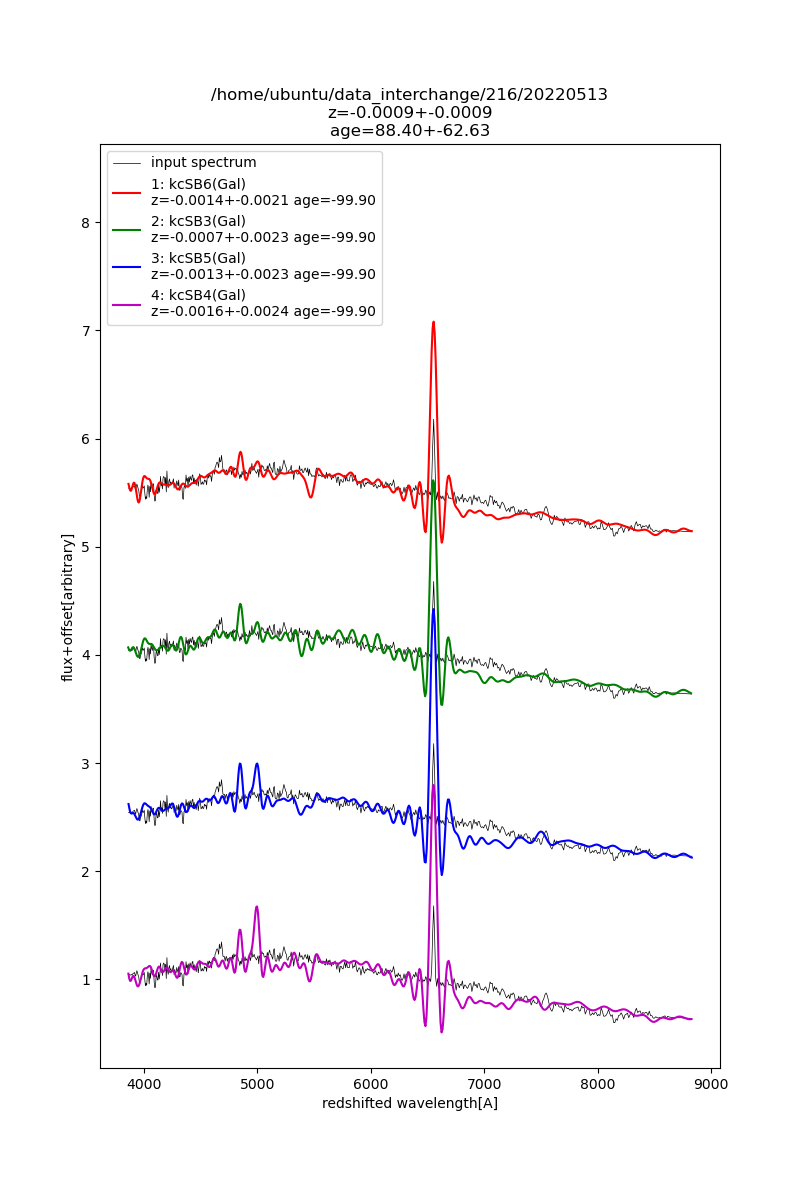 /home/ubuntu/data_interchange/216/20220513
z=-0.0009+-0.0009
age=88.40+-62.63
input spectrum
1: kcSB6(Gal)
z=-0.0014+-0.0021 age=-99.90
2: kcSB3(Gal)
z=-0.0007+-0.0023 age=-99.90
3: kcSB5(Gal)
z=-0.0013+-0.0023 age=-99.90
4: kcSB4(Gal)
z=-0.0016+-0.0024 age=-99.90
8
7
6
5
4
3
2
1
flux+offset[arbitrary]
4000 5000 6000 7000 8000 9000
redshifted wavelength[A]